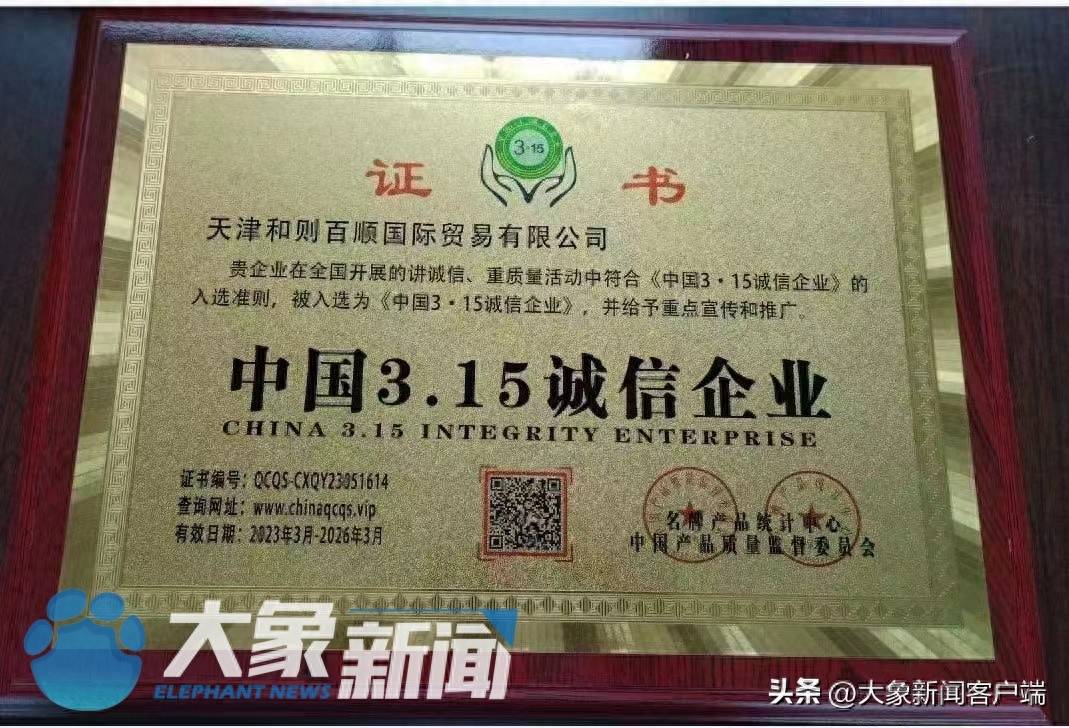 3·15
证 书
天津和则百顺国际贸易有限公司
贵企业在全国开展的讲诚信、重质量活动中符合《中国3·15诚信企业》的
入选准则，被入选为《中国3·15诚信企业》，并给予重点宣传和推广。
中国3.15诚信企业
CHINA 3.15 INTEGRITY ENTERPRISE
证书编号：QCQS-CXQY23051614
查询网址：www.chinaqcqs.vip
有效日期：2023年3月-2026年3月
名牌产品统计中心
中国产品质量监督委员会
大象新闻
ELEPHANT NEWS
头条 @大象新闻客户端